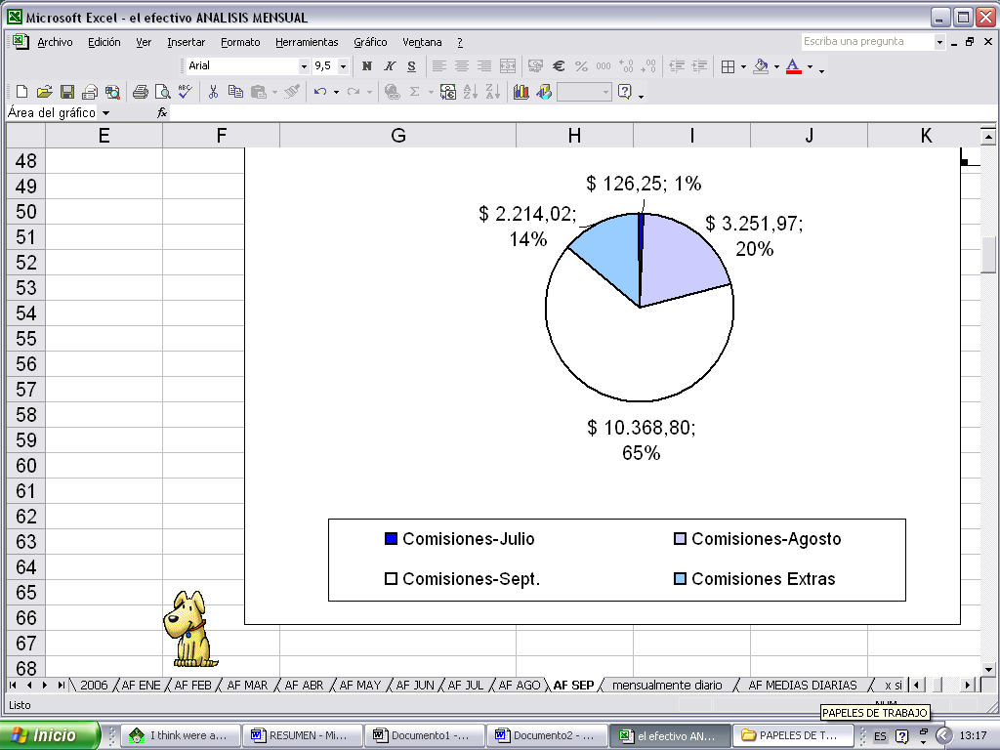 Microsoft Excel - el efectivo ANALISIS MENSUAL
Archivo Edición Ver Insertar Formato Herramientas Gráfico Ventana ? Escriba una pregunta
Arial 9,5 N K S € % 000
Área del gráfico fx
E F G H I J K
48
49
50
51
52
53
54
55
56
57
58
59
60
61
62
63
64
65
66
67
68
$ 126,25; 1%
$ 2.214,02;
14%
$ 3.251,97;
20%
$ 10.368,80;
65%
Comisiones-Julio Comisiones-Agosto
Comisiones-Sept. Comisiones Extras
2006 AF ENE AF FEB AF MAR AF ABR AF MAY AF JUN AF JUL AF AGO AF SEP mensualmente diario AF MEDIAS DIARIAS x si
Listo NUM
PAPELES DE TRABAJO
Inicio I think were a... RESUMEN - Mi... Documento1 -... Documento2 - ... el efectivo AN... PAPELES DE T... ES 13:17